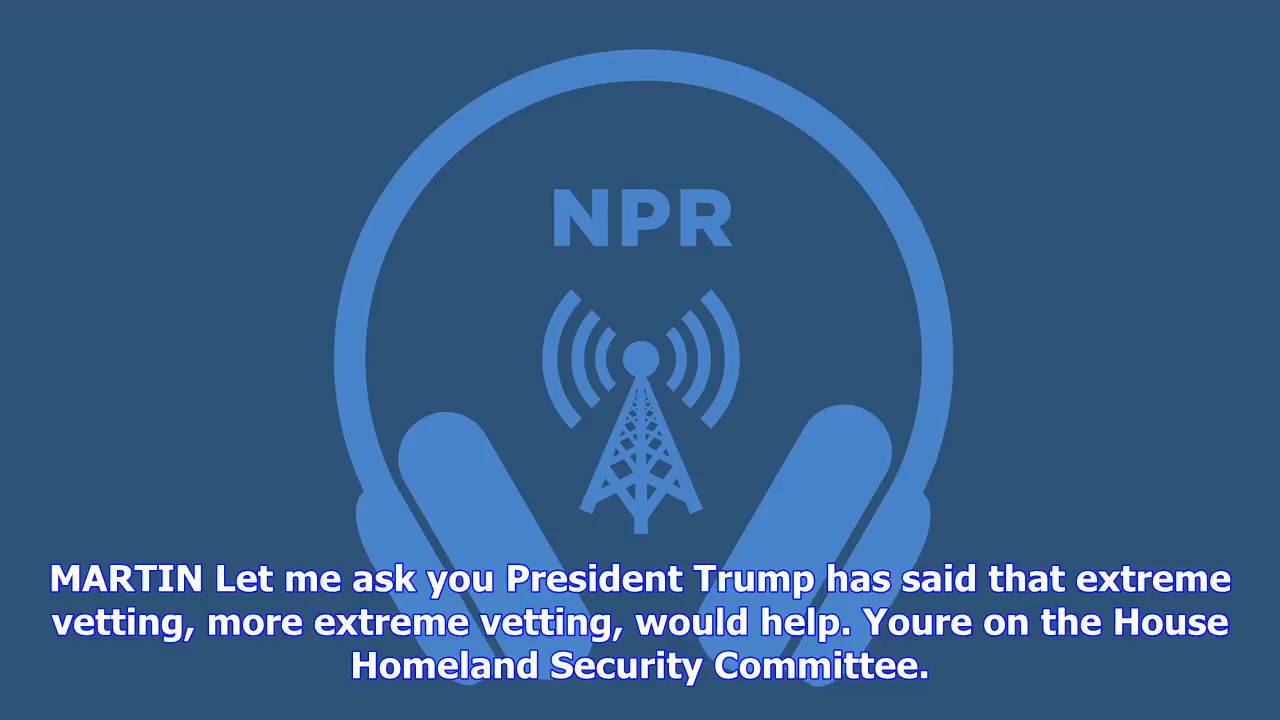 NPR
MARTIN Let me ask you President Trump has said that extreme
vetting, more extreme vetting, would help. Youre on the House
Homeland Security Committee.